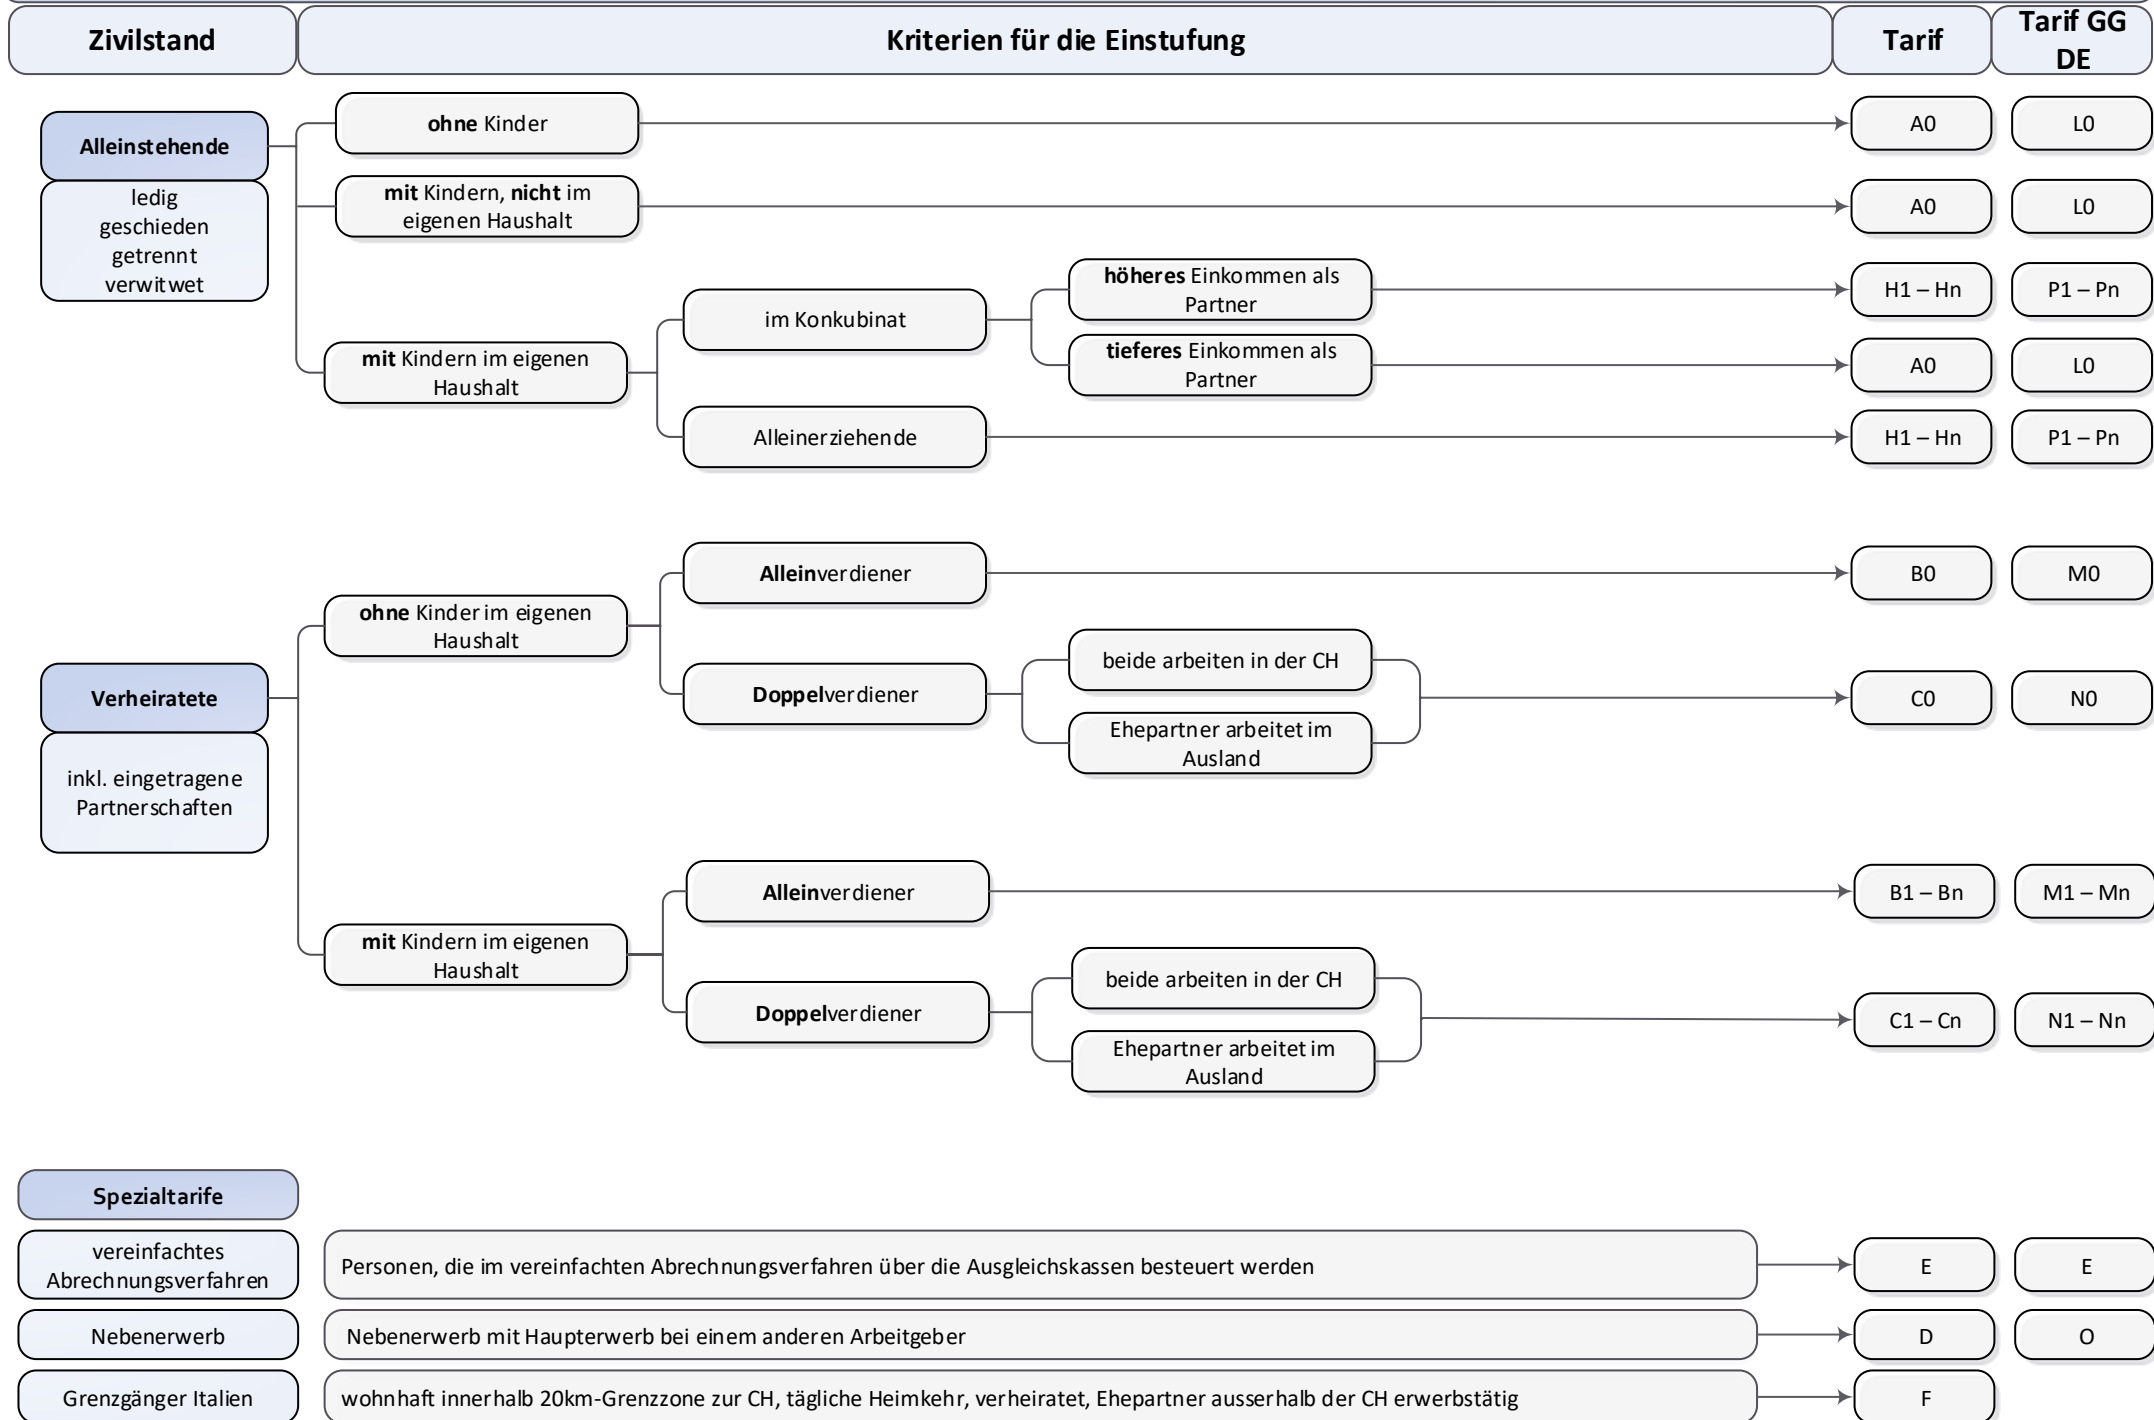 Zivilstand
Kriterien für die Einstufung
Tarif
Tarif GG
DE
Alleinstehende
ledig
geschieden
getrennt
verwitwet
ohne Kinder
A0
L0
mit Kindern, nicht im
eigenen Haushalt
A0
L0
mit Kindern im eigenen
Haushalt
im Konkubinat
höheres Einkommen als
Partner
H1 – Hn
P1 – Pn
tieferes Einkommen als
Partner
A0
L0
Alleinerziehende
H1 – Hn
P1 – Pn
Verheiratete
inkl. eingetragene
Partnerschaften
ohne Kinder im eigenen
Haushalt
Alleinverdiener
B0
M0
Doppelverdiener
beide arbeiten in der CH
Ehepartner arbeitet im
Ausland
C0
N0
mit Kindern im eigenen
Haushalt
Alleinverdiener
B1 – Bn
M1 – Mn
Doppelverdiener
beide arbeiten in der CH
Ehepartner arbeitet im
Ausland
C1 – Cn
N1 – Nn
Spezialtarife
vereinfachtes
Abrechnungsverfahren
Personen, die im vereinfachten Abrechnungsverfahren über die Ausgleichskassen besteuert werden
E
E
Nebenerwerb
Nebenerwerb mit Haupterwerb bei einem anderen Arbeitgeber
D
O
Grenzgänger Italien
wohnhaft innerhalb 20km-Grenzzone zur CH, tägliche Heimkehr, verheiratet, Ehepartner ausserhalb der CH erwerbstätig
F